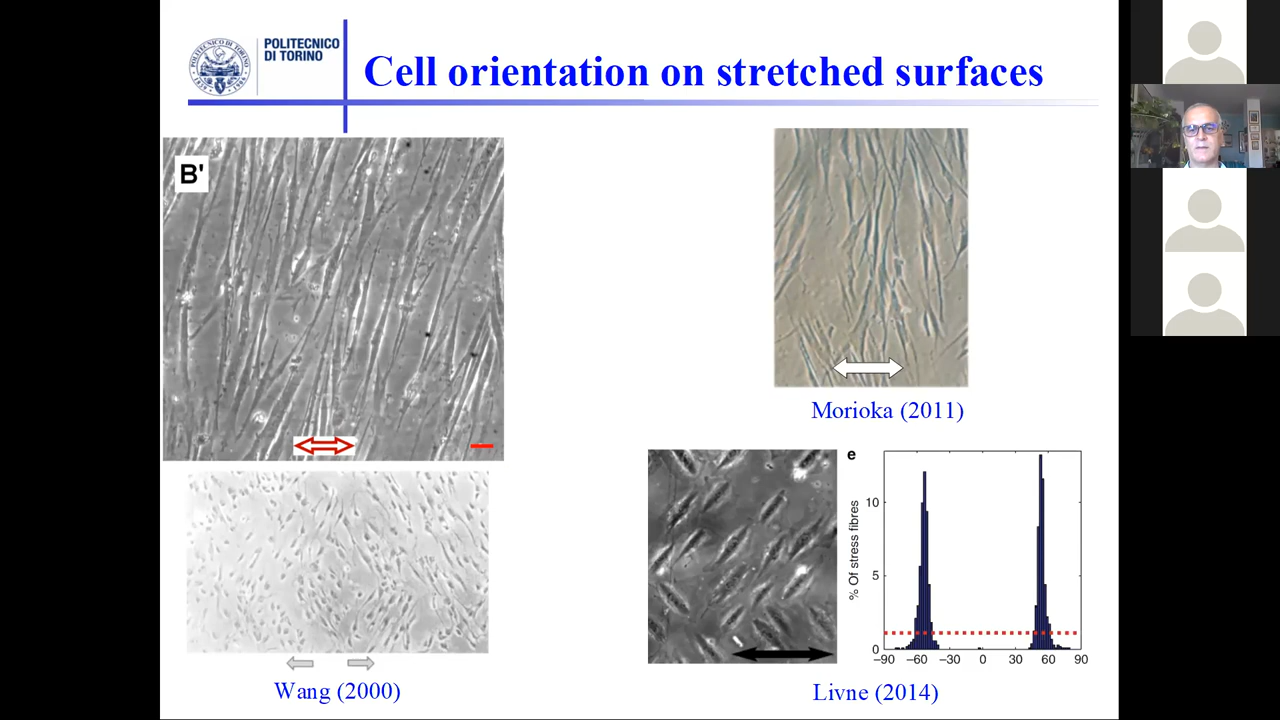 POLITECNICO
DI TORINO
Cell orientation on stretched surfaces
B'
Morioka (2011)
e
% Of stress fibres
10
5
0
−90 −60 −30 0 30 60 90
Wang (2000)
Livne (2014)